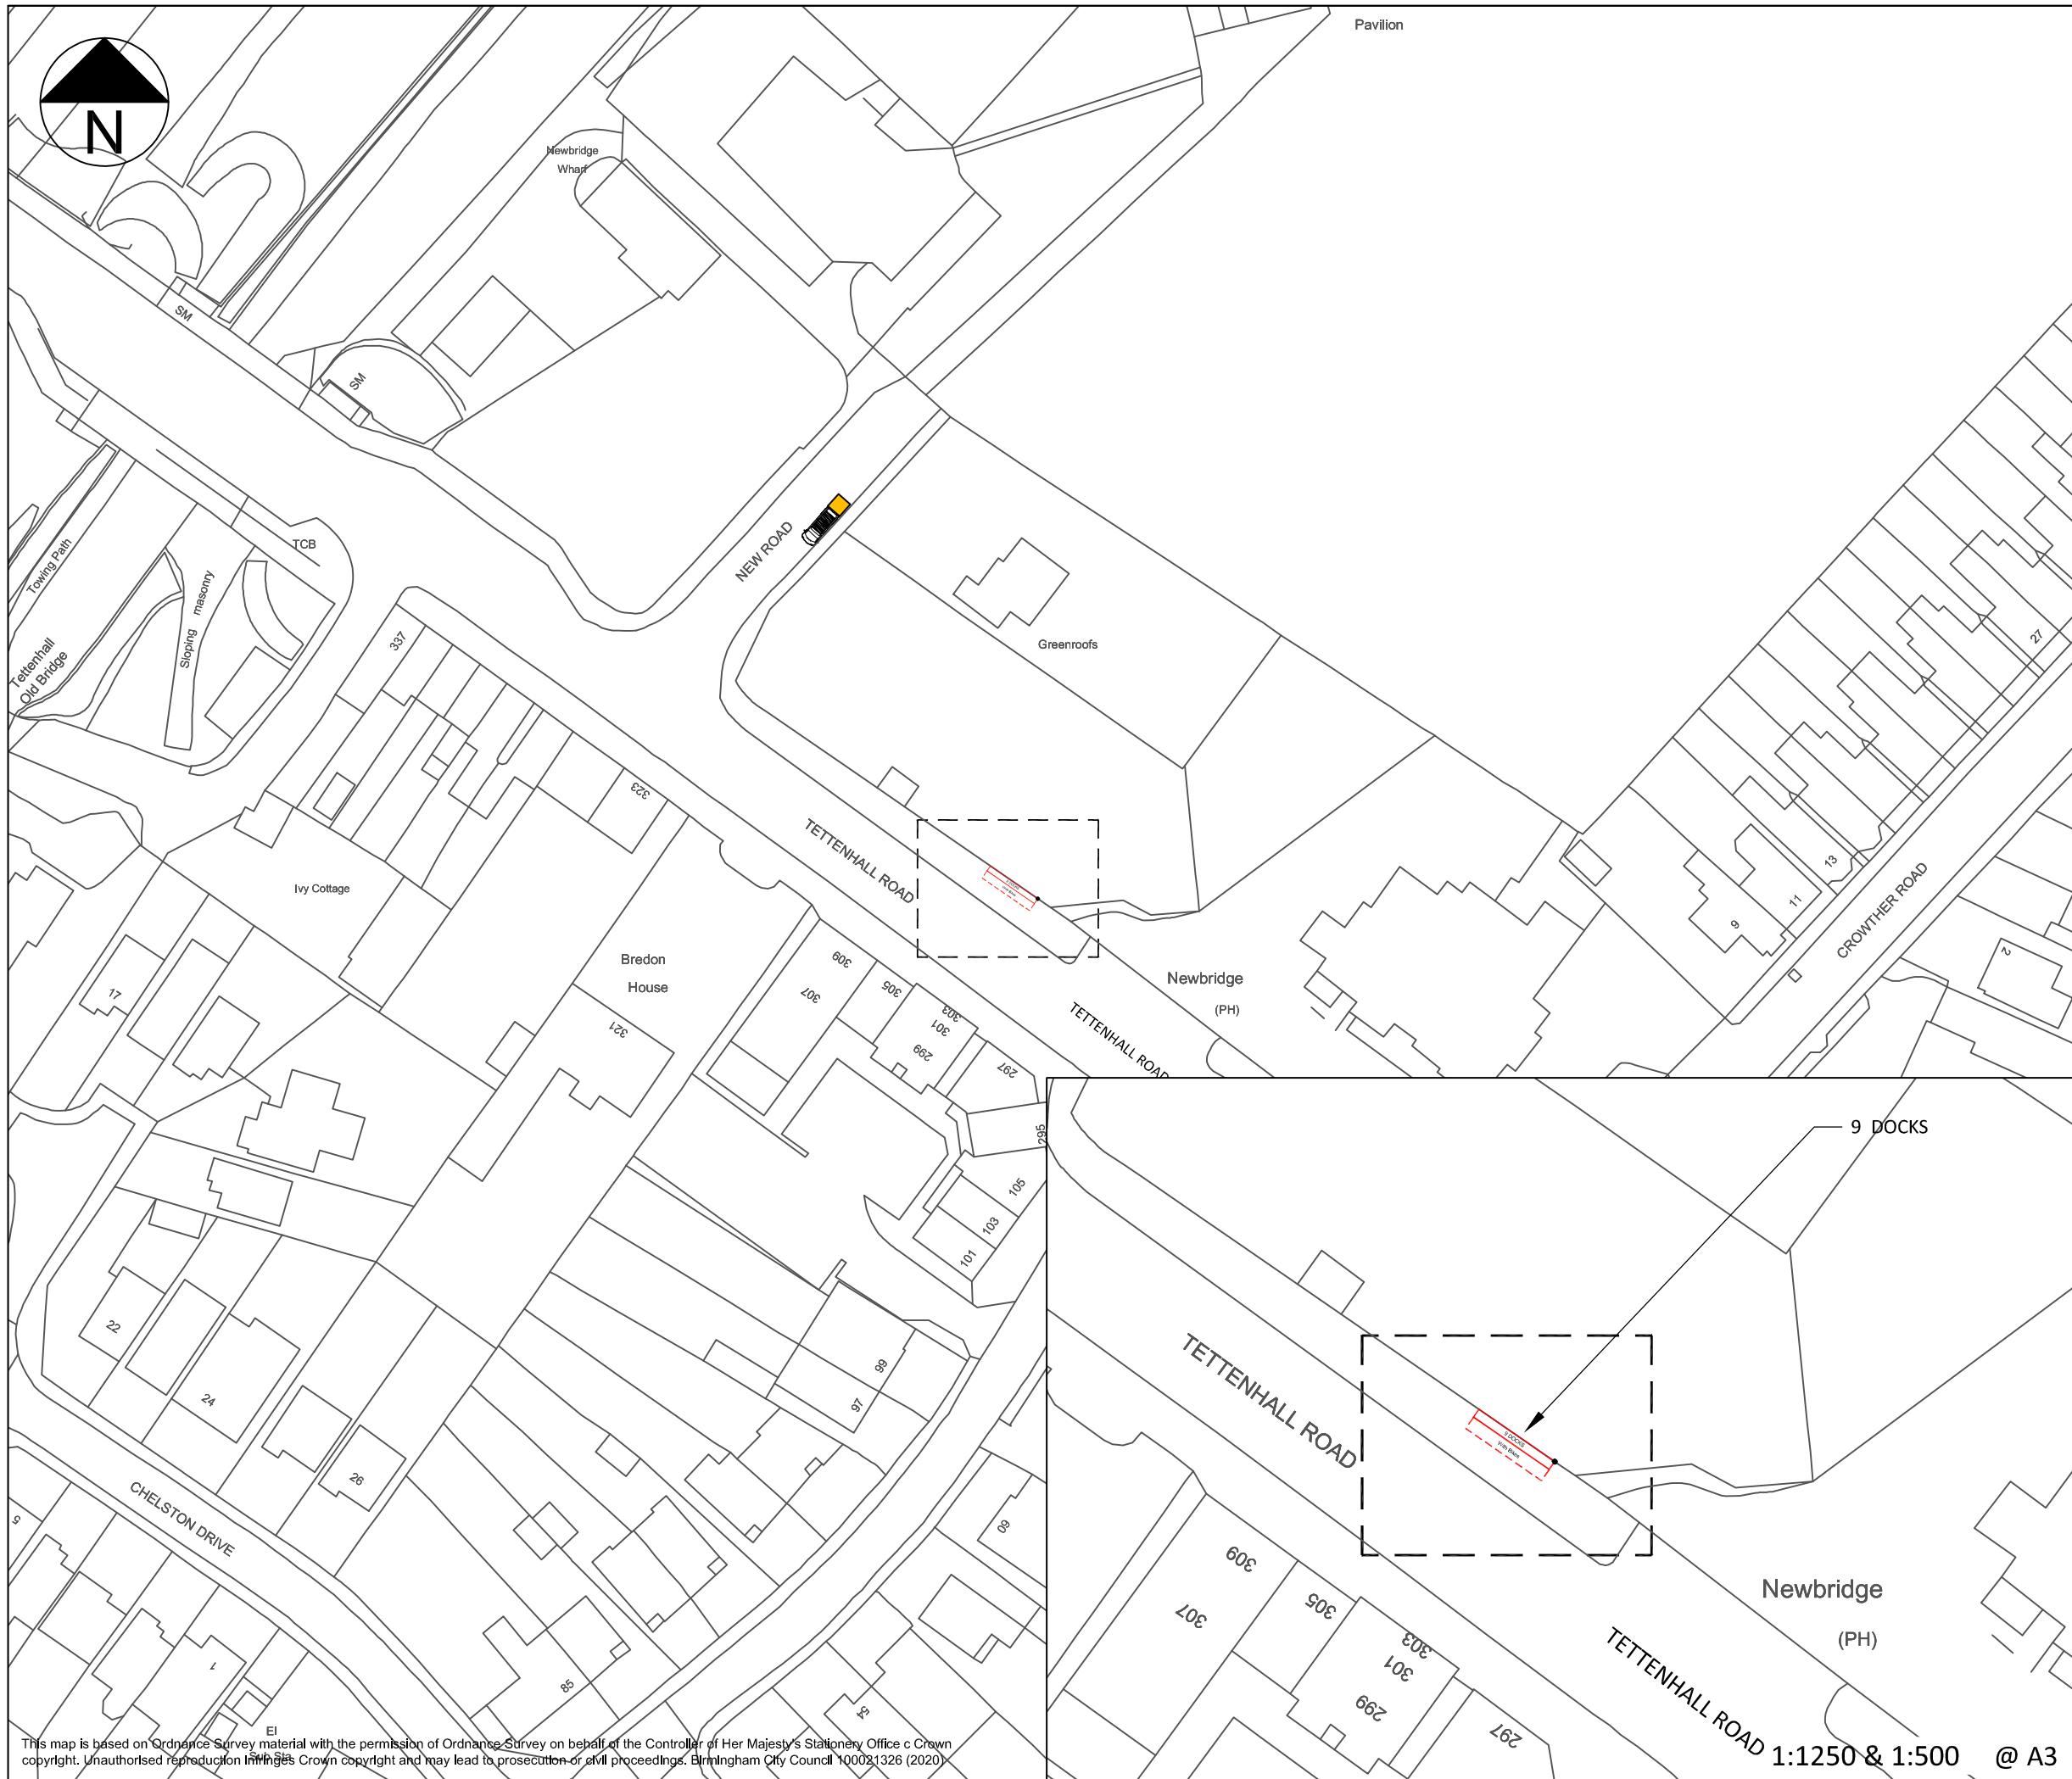 Pavilion
N
Newbridge
Wharf
SM
SM
NEW ROAD
TCB
Towing Path
Sloping masonry
Tettenhall
Old Bridge
337
Greenroofs
27
323
TETTENHALL ROAD
Ivy Cottage
13
11
9
CROWTHER ROAD
2
Bredon
House
309
307
305
303
301
299
297
Newbridge
(PH)
TETTENHALL ROAD
17
321
295
105
103
101
9 DOCKS
22
24
26
99
97
TETTENHALL ROAD
9 DOCKS
With Bikes
CHELSTON DRIVE
5
60
309
307
305
303
301
299
297
Newbridge
(PH)
TETTENHALL ROAD
1
85
54
El
Sub Sta
This map is based on Ordnance Survey material with the permission of Ordnance Survey on behalf of the Controller of Her Majesty's Stationery Office c Crown
copyright. Unauthorised reproduction infringes Crown copyright and may lead to prosecution or civil proceedings. Birmingham City Council 100021326 (2020)
1:1250 & 1:500 @ A3